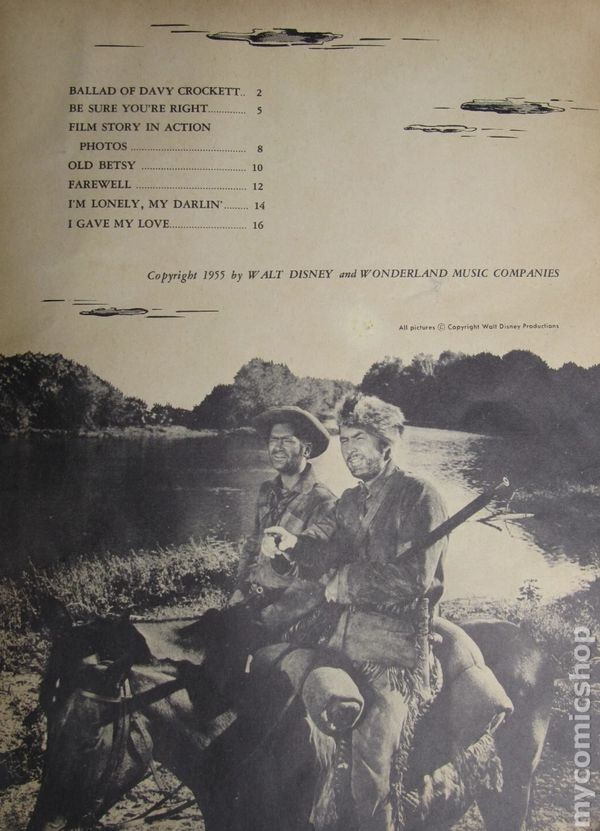 BALLAD OF DAVY CROCKETT.. 2
BE SURE YOU'RE RIGHT.............. 5
FILM STORY IN ACTION
PHOTOS ............................ 8
OLD BETSY .......................... 10
FAREWELL ........................... 12
I'M LONELY, MY DARLIN'......... 14
I GAVE MY LOVE................... 16
Copyright 1955 by WALT DISNEY and WONDERLAND MUSIC COMPANIES
All pictures © Copyright Walt Disney Productions
mycomicshop